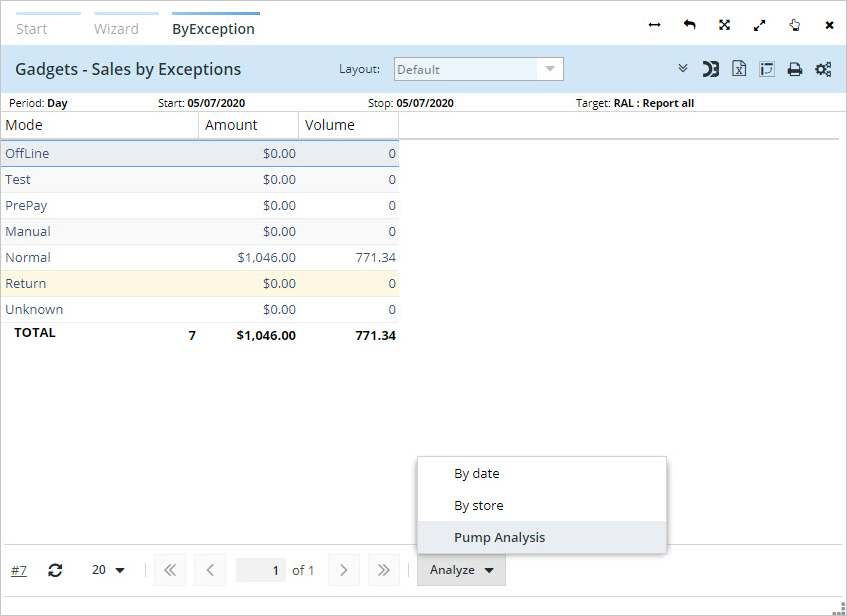 Start Wizard ByException
Gadgets - Sales by Exceptions Layout: Default
Period: Day Start: 05/07/2020 Stop: 05/07/2020 Target: RAL : Report all
Mode Amount Volume
OffLine $0.00 0
Test $0.00 0
PrePay $0.00 0
Manual $0.00 0
Normal $1,046.00 771.34
Return $0.00 0
Unknown $0.00 0
TOTAL 7 $1,046.00 771.34
By date
By store
Pump Analysis
#7 20 1 of 1 Analyze